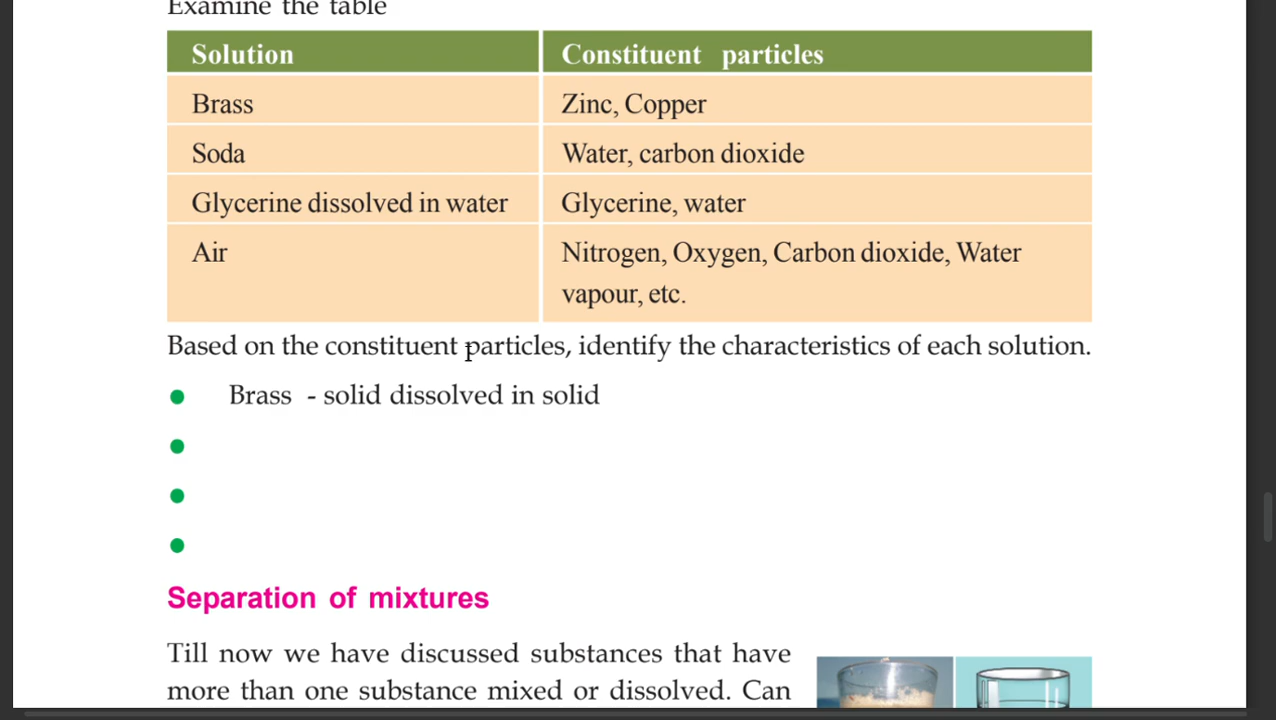 Examine the table
Solution Constituent particles
Brass Zinc, Copper
Soda Water, carbon dioxide
Glycerine dissolved in water Glycerine, water
Air Nitrogen, Oxygen, Carbon dioxide, Water
vapour, etc.
Based on the constituent particles, identify the characteristics of each solution.
● Brass - solid dissolved in solid
●
●
●
Separation of mixtures
Till now we have discussed substances that have
more than one substance mixed or dissolved. Can